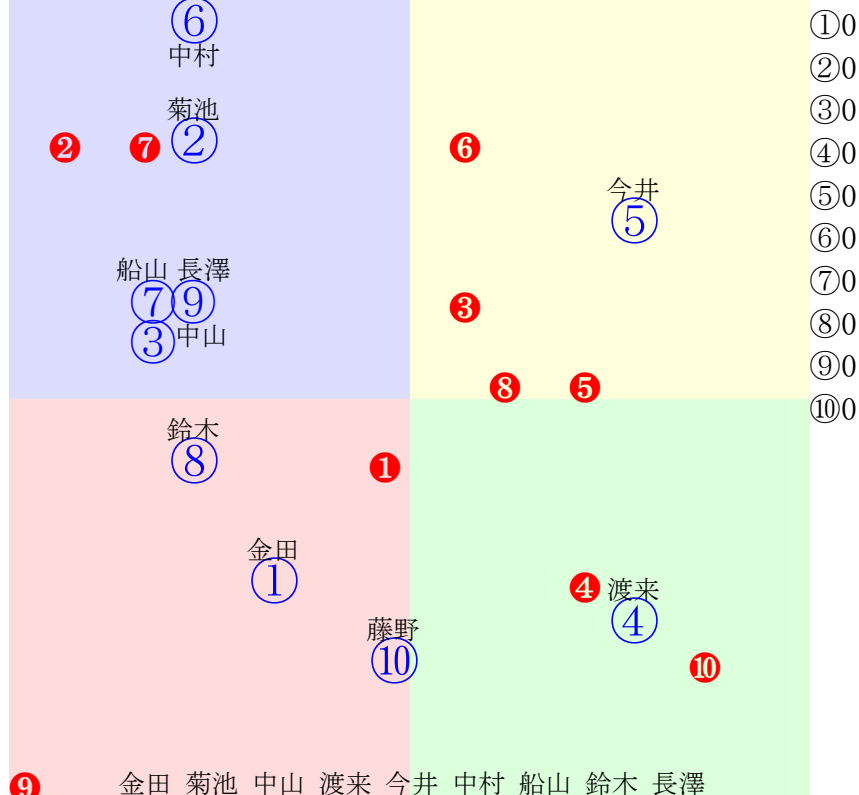 ⑥
中村
菊池
②
❷ ❼ ❻
今井
⑤
船山 長澤
⑦⑨
③中山
❸
❽ ❺
鈴木
⑧
❶
金田
①
❹ 渡来
④
藤野
⑩
❿
❾ 金田 菊池 中山 渡来 今井 中村 船山 鈴木 長澤
①0
②0
③0
④0
⑤0
⑥0
⑦0
⑧0
⑨0
⑩0